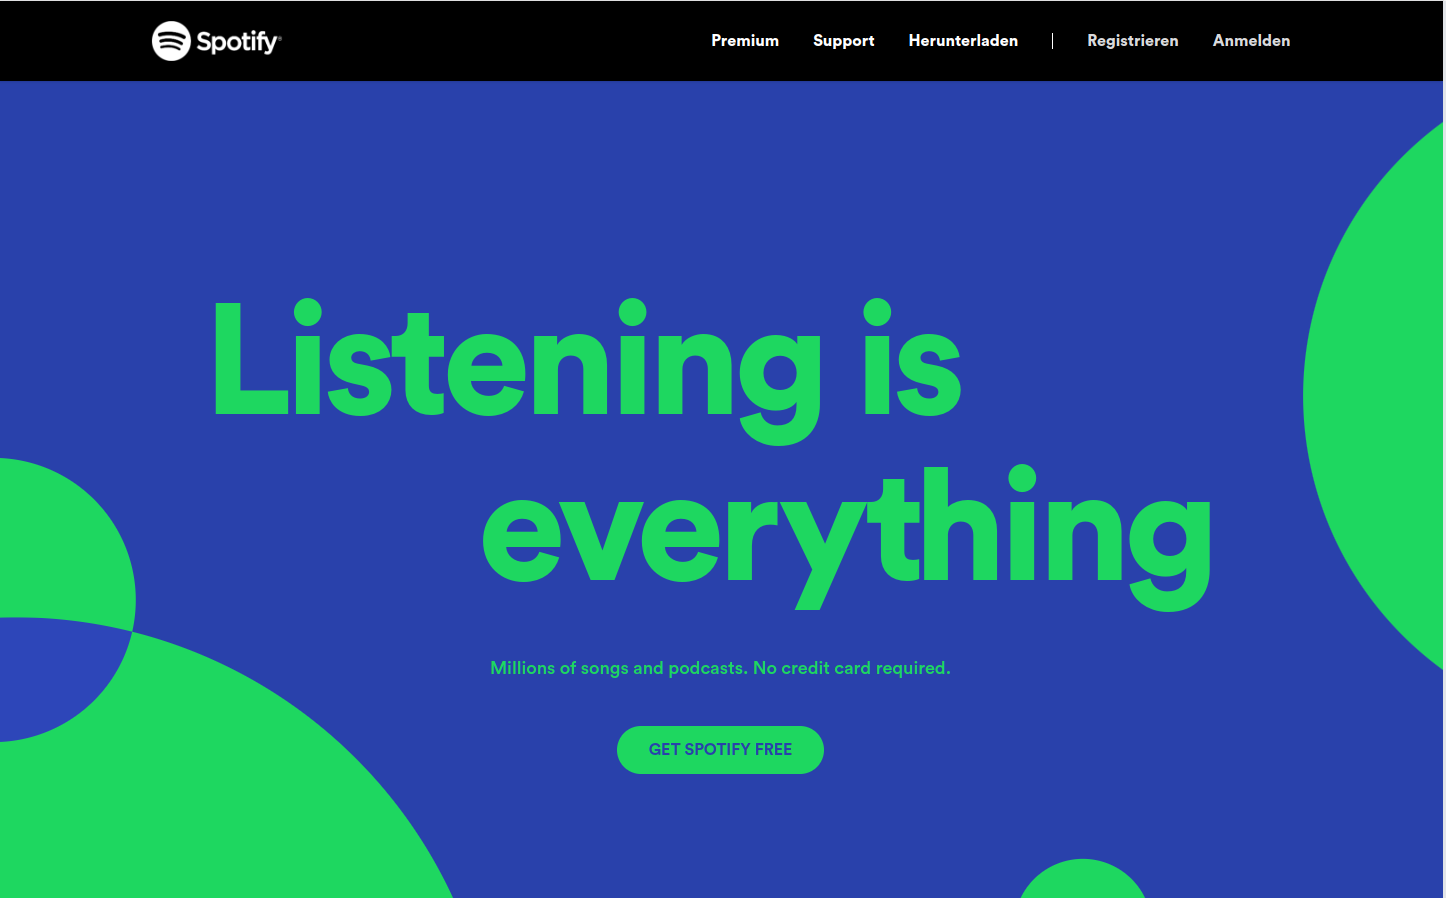 Spotify®
Premium Support Herunterladen | Registrieren Anmelden
Listening is
everything
Millions of songs and podcasts. No credit card required.
GET SPOTIFY FREE